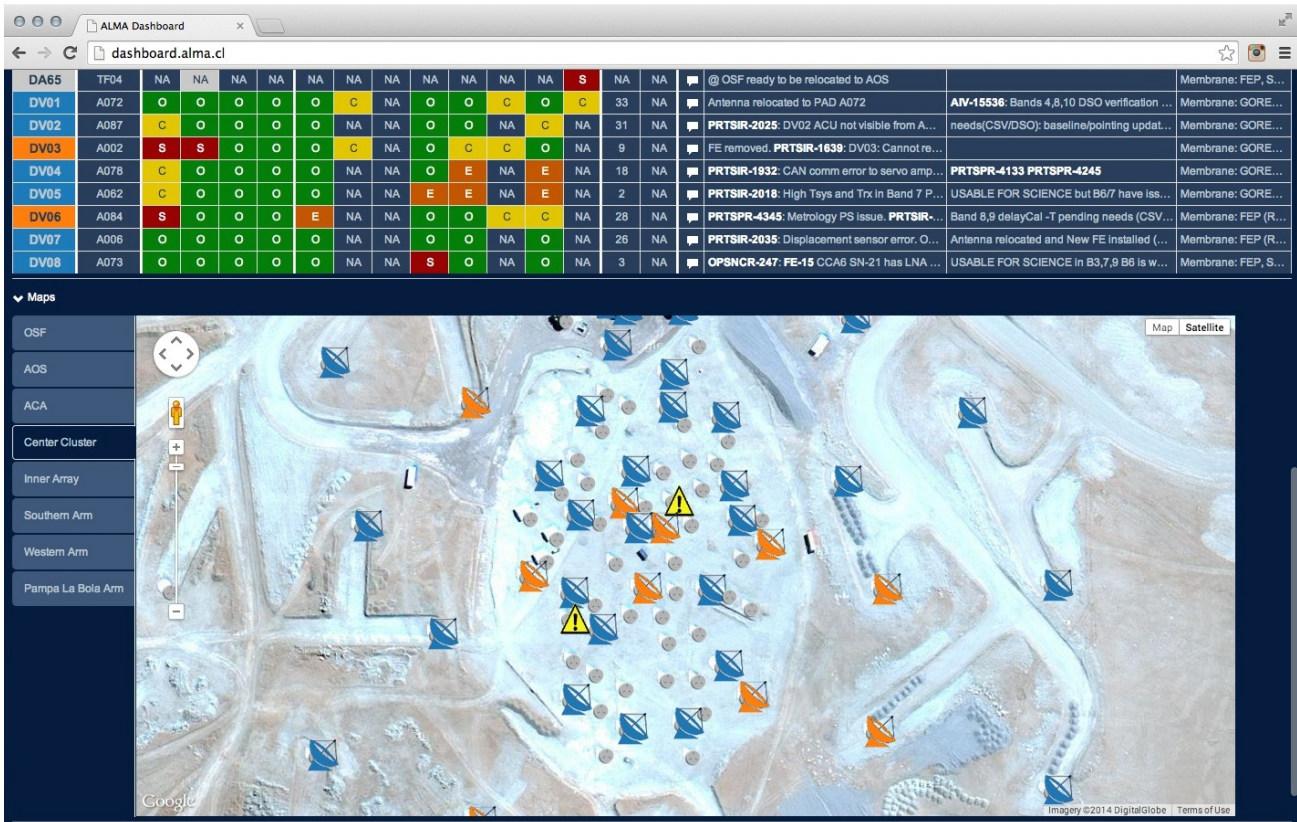 ALMA Dashboard
dashboard.alma.cl
DA65 TF04 NA NA NA NA NA NA NA NA NA NA NA S NA NA @ OSF ready to be relocated to AOS Membrane: FEP, S...
DV01 A072 O O O O O C NA O O C O C 33 NA Antenna relocated to PAD A072 AIV-15536: Bands 4,8,10 DSO verification ... Membrane: GORE...
DV02 A087 C O O O O NA NA O O NA C NA 31 NA PRTSIR-2025: DV02 ACU not visible from A... needs(CSV/DSO): baseline/pointing updat... Membrane: GORE...
DV03 A002 S S O O O C NA O C C O NA 9 NA FE removed. PRTSIR-1639: DV03: Cannot re... Membrane: GORE...
DV04 A078 C O O O O NA NA O E NA E NA 18 NA PRTSIR-1932: CAN comm error to servo amp... PRTSPR-4133 PRTSPR-4245 Membrane: GORE...
DV05 A062 C O O O O NA NA E E NA E NA 2 NA PRTSIR-2018: High Tsys and Trx in Band 7 P... USABLE FOR SCIENCE but B6/7 have iss... Membrane: GORE...
DV06 A084 S O O O E NA NA O O C C NA 28 NA PRTSPR-4345: Metrology PS issue. PRTSIR-... Band 8,9 delayCal -T pending needs (CSV... Membrane: FEP (R...
DV07 A006 O O O O O NA NA O O NA O NA 26 NA PRTSIR-2035: Displacement sensor error. O... Antenna relocated and New FE installed (... Membrane: FEP (R...
DV08 A073 O O O O O NA NA S O NA O NA 3 NA OPSNCR-247: FE-15 CCA6 SN-21 has LNA ... USABLE FOR SCIENCE in B3,7,9 B6 is w... Membrane: FEP, S...
Maps
OSF
AOS
ACA
Center Cluster
Inner Array
Southern Arm
Western Arm
Pampa La Bola Arm
Map Satellite
Google
Imagery ©2014 DigitalGlobe Terms of Use